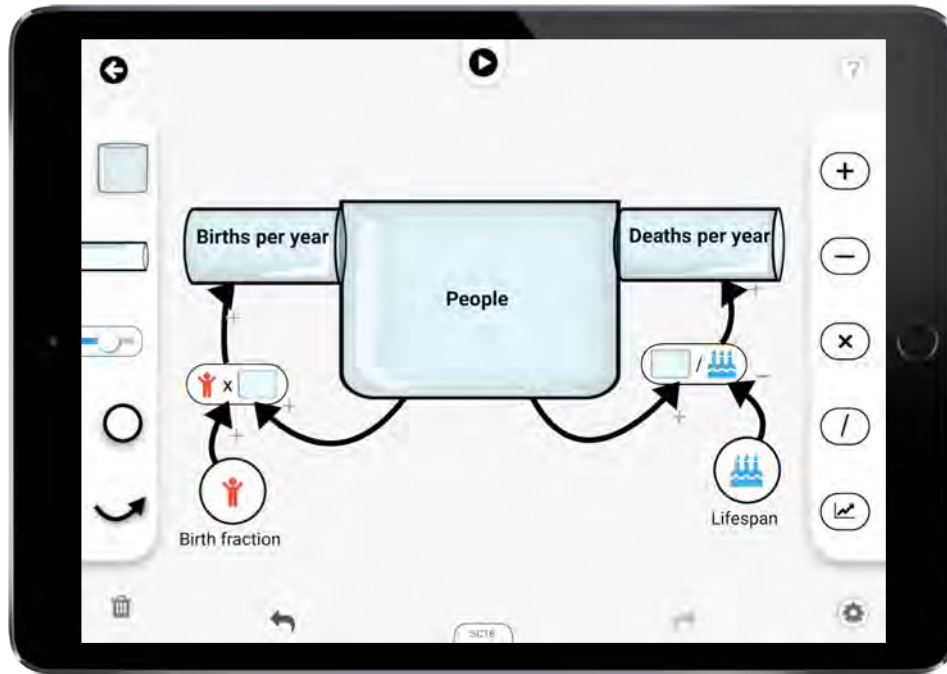 ?
+
Births per year
Deaths per year
−
People
+
+
x
/
−
×
+
+
+
/
Birth fraction
Lifespan